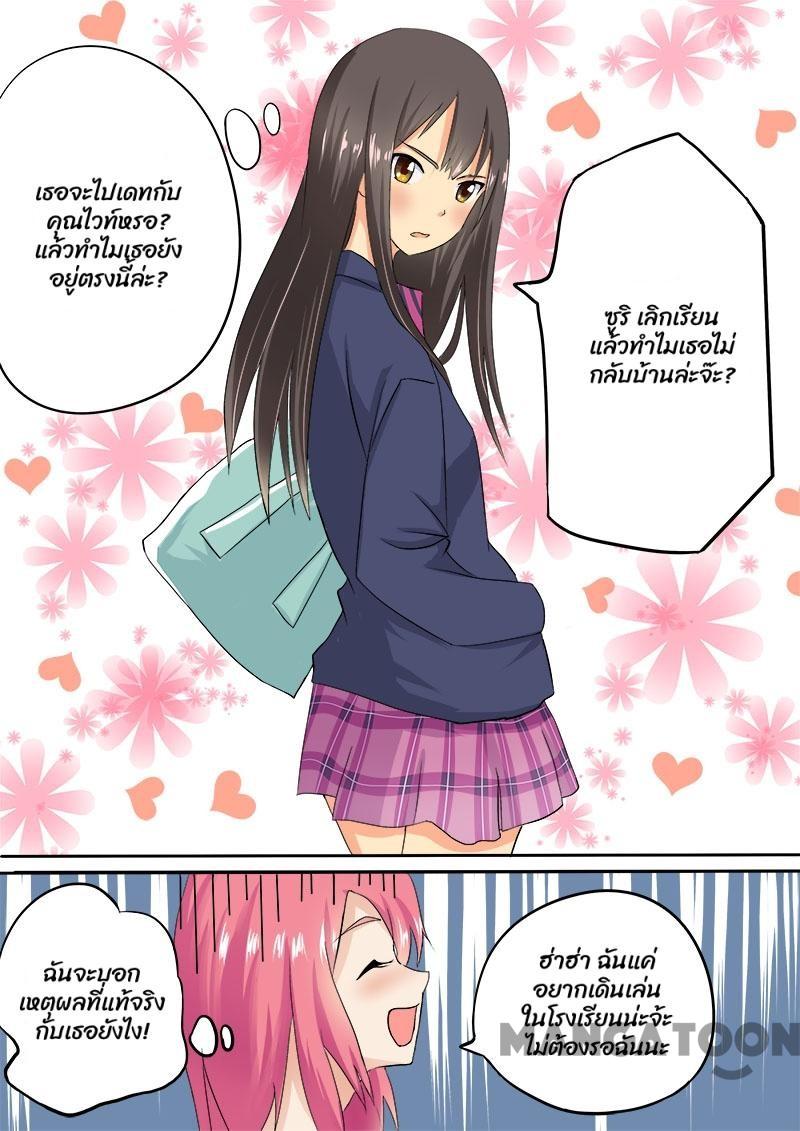 เธอจะไปเดทกับ
คุณไวท์หรอ?
แล้วทำไมเธอยัง
อยู่ตรงนี้ล่ะ?
ซูริ เลิกเรียน
แล้วทำไมเธอไม่
กลับบ้านล่ะจ๊ะ?
ฉันจะบอก
เหตุผลที่แท้จริง
กับเธอยังไง!
ฮ่าฮ่า ฉันแค่
อยากเดินเล่น
ในโรงเรียนน่ะจ้ะ
ไม่ต้องรอฉันนะ
MANGATOON